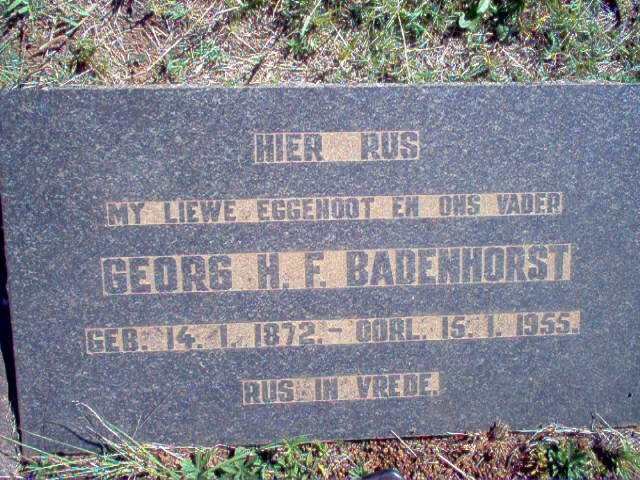 HIER RUS
MY LIEWE EGGENOOT EN ONS VADER
GEORG H. F. BADENHORST
GEB. 14. 1. 1872. - OORL. 15. 1. 1955.
RUS IN VREDE.